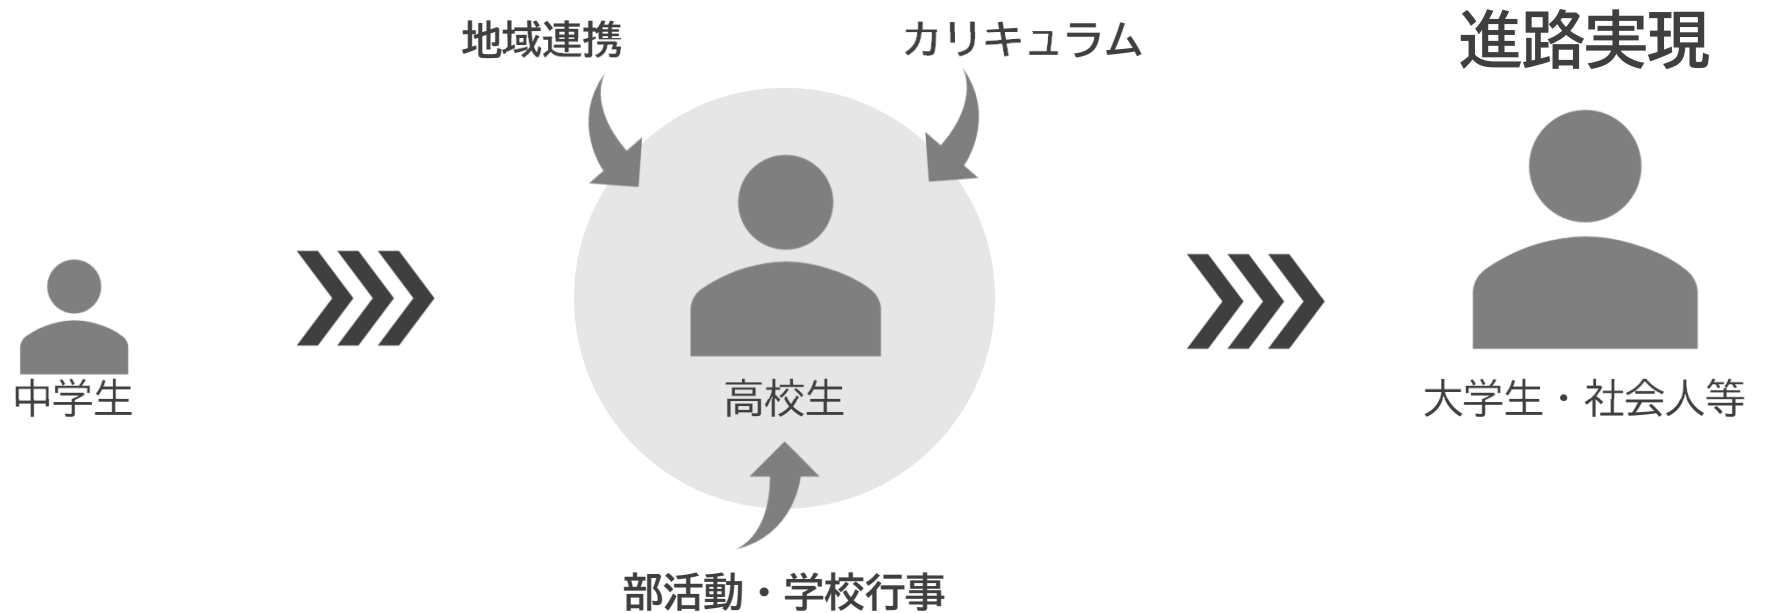 地域連携
カリキュラム
進路実現
中学生
高校生
大学生・社会人等
部活動・学校行事